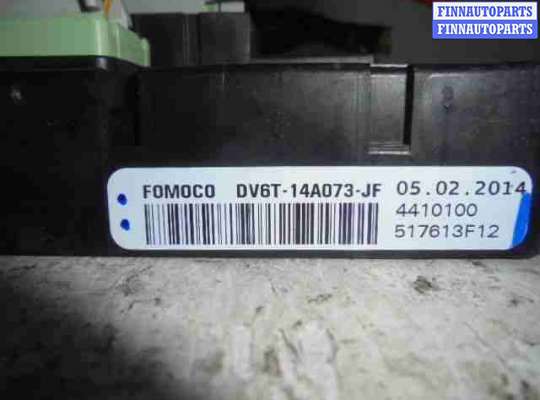 FINNAUTOPARTS
FINNAUTOPARTS
FOMOCO DV6T-14A073-JF 05.02.2014
4410100
517613F12